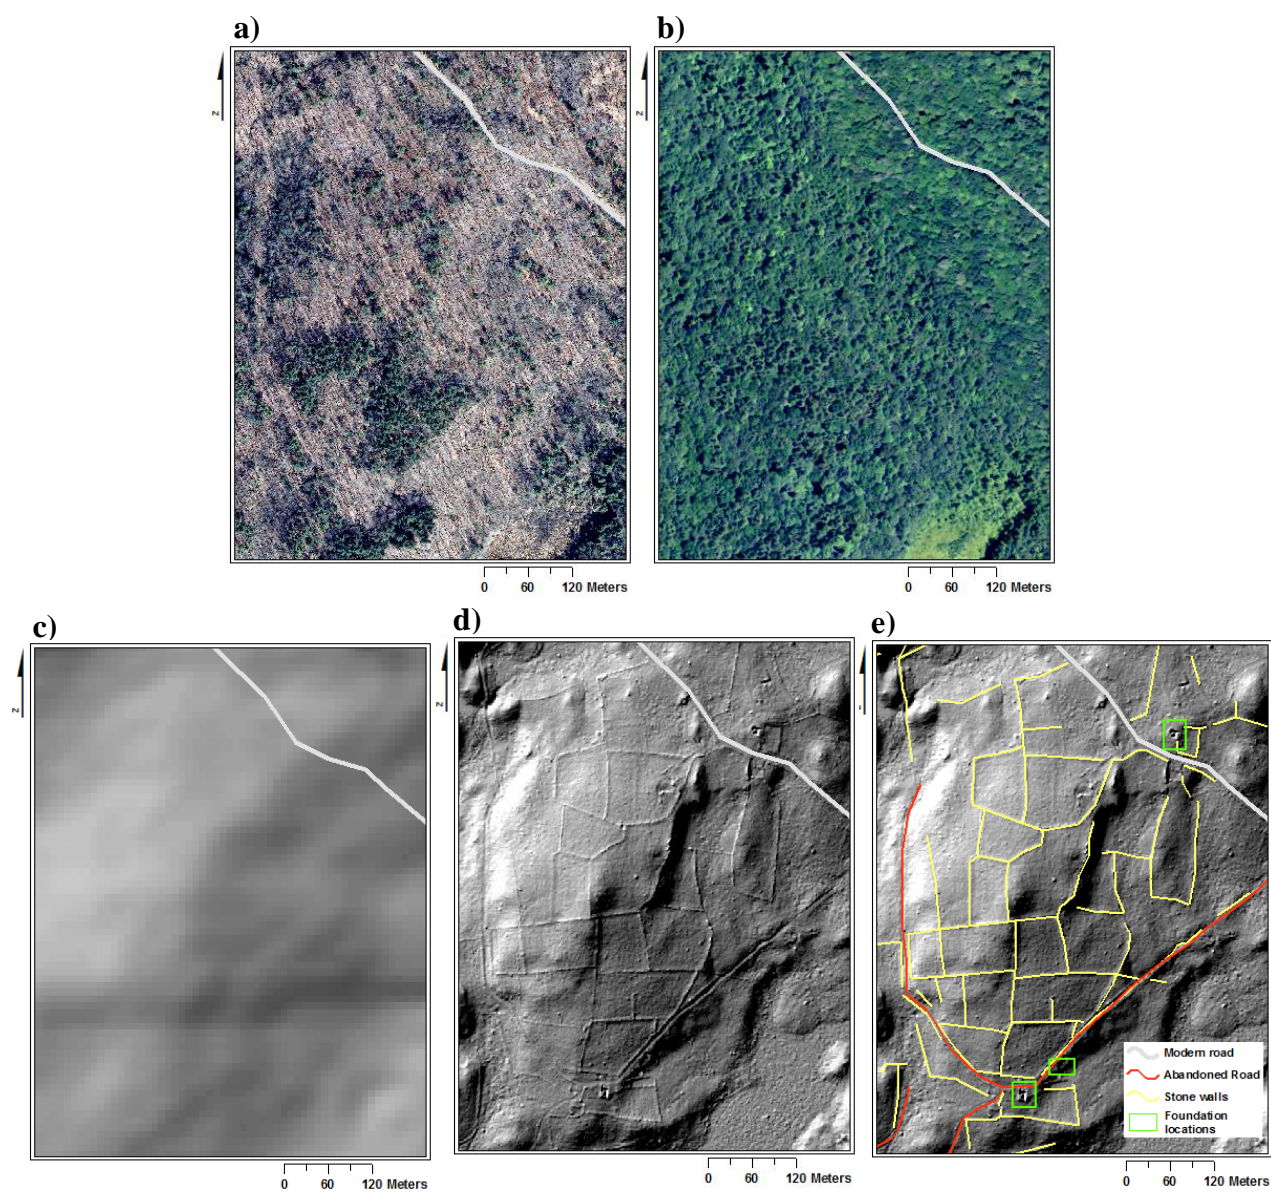 a)
b)
N
N
0 60 120 Meters
0 60 120 Meters
c)
d)
e)
N
N
Modern road
Abandoned Road
Stone walls
Foundation
locations
0 60 120 Meters
0 60 120 Meters
0 60 120 Meters